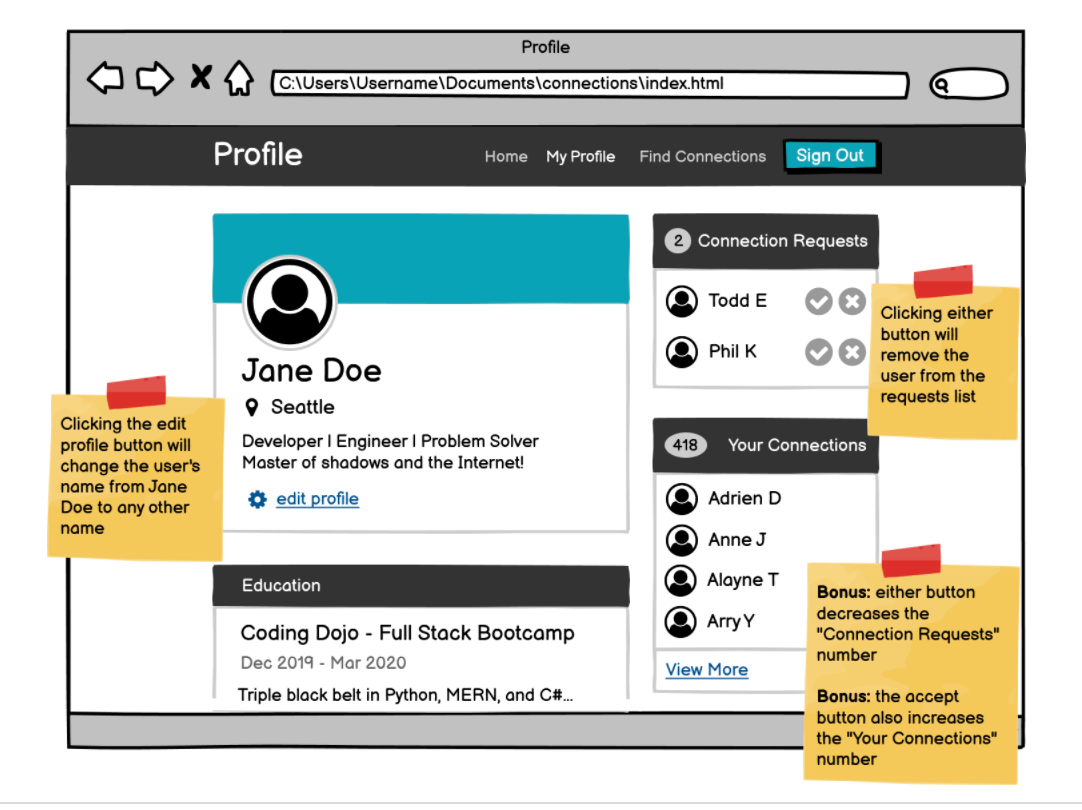 Profile
C:\Users\Username\Documents\connections\index.html
Profile
Home My Profile Find Connections Sign Out
Jane Doe
Seattle
Developer | Engineer | Problem Solver
Master of shadows and the Internet!
edit profile
Clicking the edit
profile button will
change the user's
name from Jane
Doe to any other
name
Education
Coding Dojo - Full Stack Bootcamp
Dec 2019 - Mar 2020
Triple black belt in Python, MERN, and C#...
2 Connection Requests
Todd E
Phil K
Clicking either
button will
remove the
user from the
requests list
418 Your Connections
Adrien D
Anne J
Alayne T
Arry Y
View More
Bonus: either button
decreases the
"Connection Requests"
number
Bonus: the accept
button also increases
the "Your Connections"
number